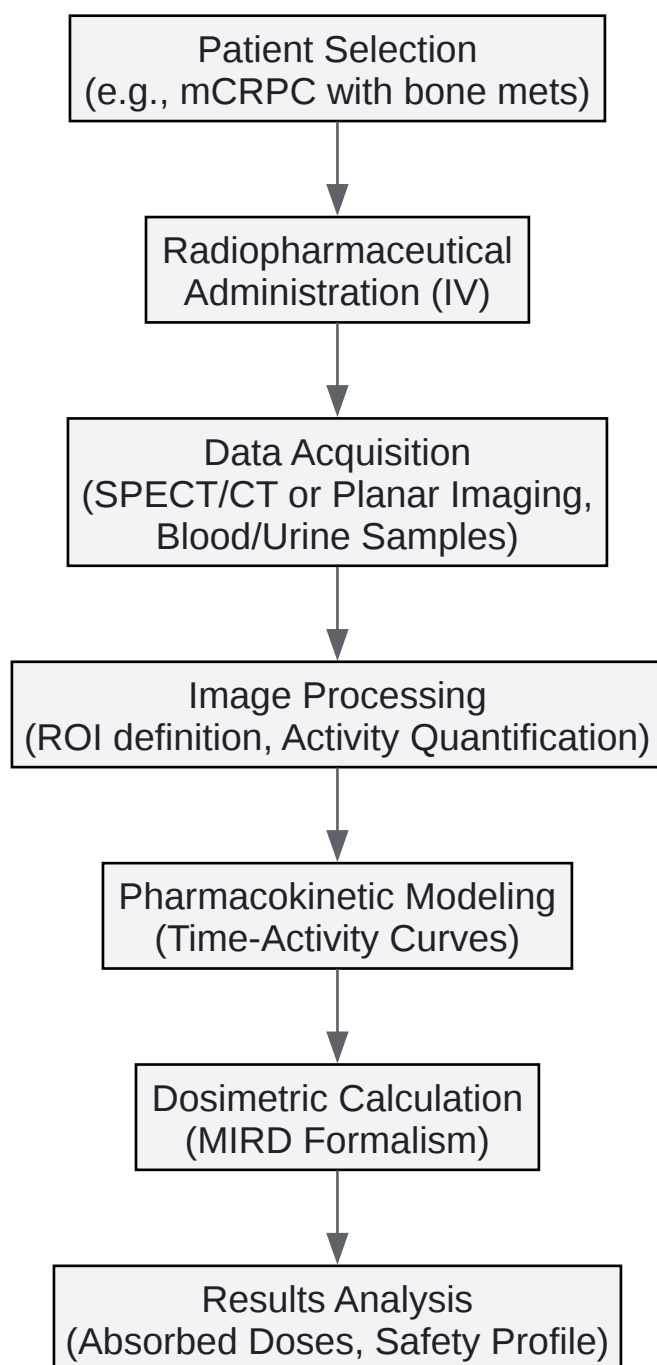 Patient Selection
(e.g., mCRPC with bone mets)
Radiopharmaceutical
Administration (IV)
Data Acquisition
(SPECT/CT or Planar Imaging,
Blood/Urine Samples)
Image Processing
(ROI definition, Activity Quantification)
Pharmacokinetic Modeling
(Time-Activity Curves)
Dosimetric Calculation
(MIRD Formalism)
Results Analysis
(Absorbed Doses, Safety Profile)